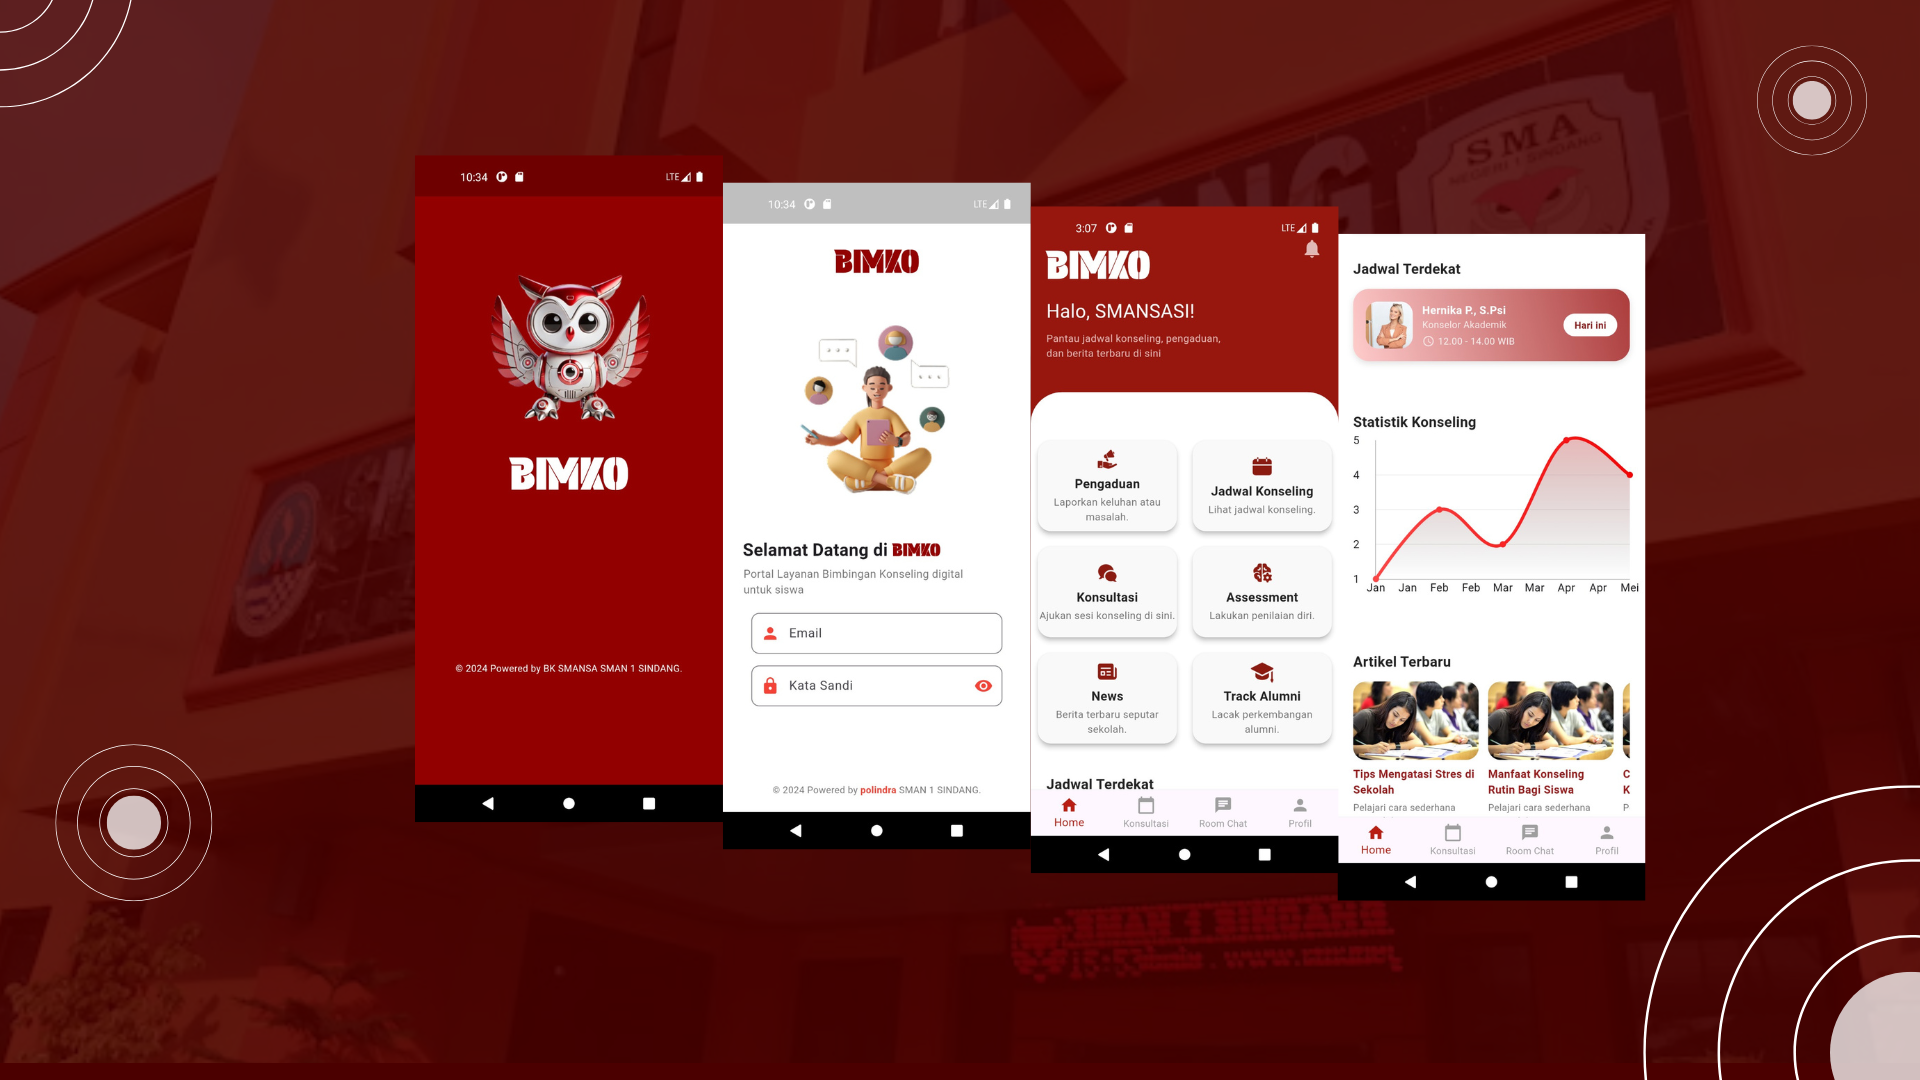 10:34
LTE
BIMKO
© 2024 Powered by BK SMANSA SMAN 1 SINDANG.
10:34
LTE
BIMKO
Selamat Datang di BIMKO
Portal Layanan Bimbingan Konseling digital
untuk siswa
Email
Kata Sandi
© 2024 Powered by polindra SMAN 1 SINDANG.
3:07
LTE
BIMKO
Halo, SMANSASI!
Pantau jadwal konseling, pengaduan,
dan berita terbaru di sini
Pengaduan
Laporkan keluhan atau
masalah.
Jadwal Konseling
Lihat jadwal konseling.
Konsultasi
Ajukan sesi konseling di sini.
Assessment
Lakukan penilaian diri.
News
Berita terbaru seputar
sekolah.
Track Alumni
Lacak perkembangan
alumni.
Jadwal Terdekat
Home
Konsultasi
Room Chat
Profil
Jadwal Terdekat
Hernika P., S.Psi
Konselor Akademik
12.00 - 14.00 WIB
Hari ini
Statistik Konseling
5
4
3
2
1
Jan Jan Feb Feb Mar Mar Apr Apr Mei
Artikel Terbaru
Tips Mengatasi Stres di
Sekolah
Pelajari cara sederhana
Manfaat Konseling
Rutin Bagi Siswa
Pelajari cara sederhana
C
K
P
Home
Konsultasi
Room Chat
Profil
SMA
NEGERI 1 SINDANG
NG
SMAN 1 SINDANG